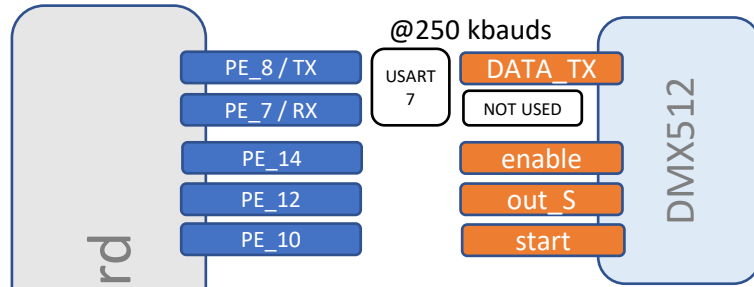 @250 kbauds
PE_8 / TX
USART
7
DATA_TX
PE_7 / RX
NOT USED
PE_14
enable
PE_12
out_S
PE_10
start
rd
DMX512